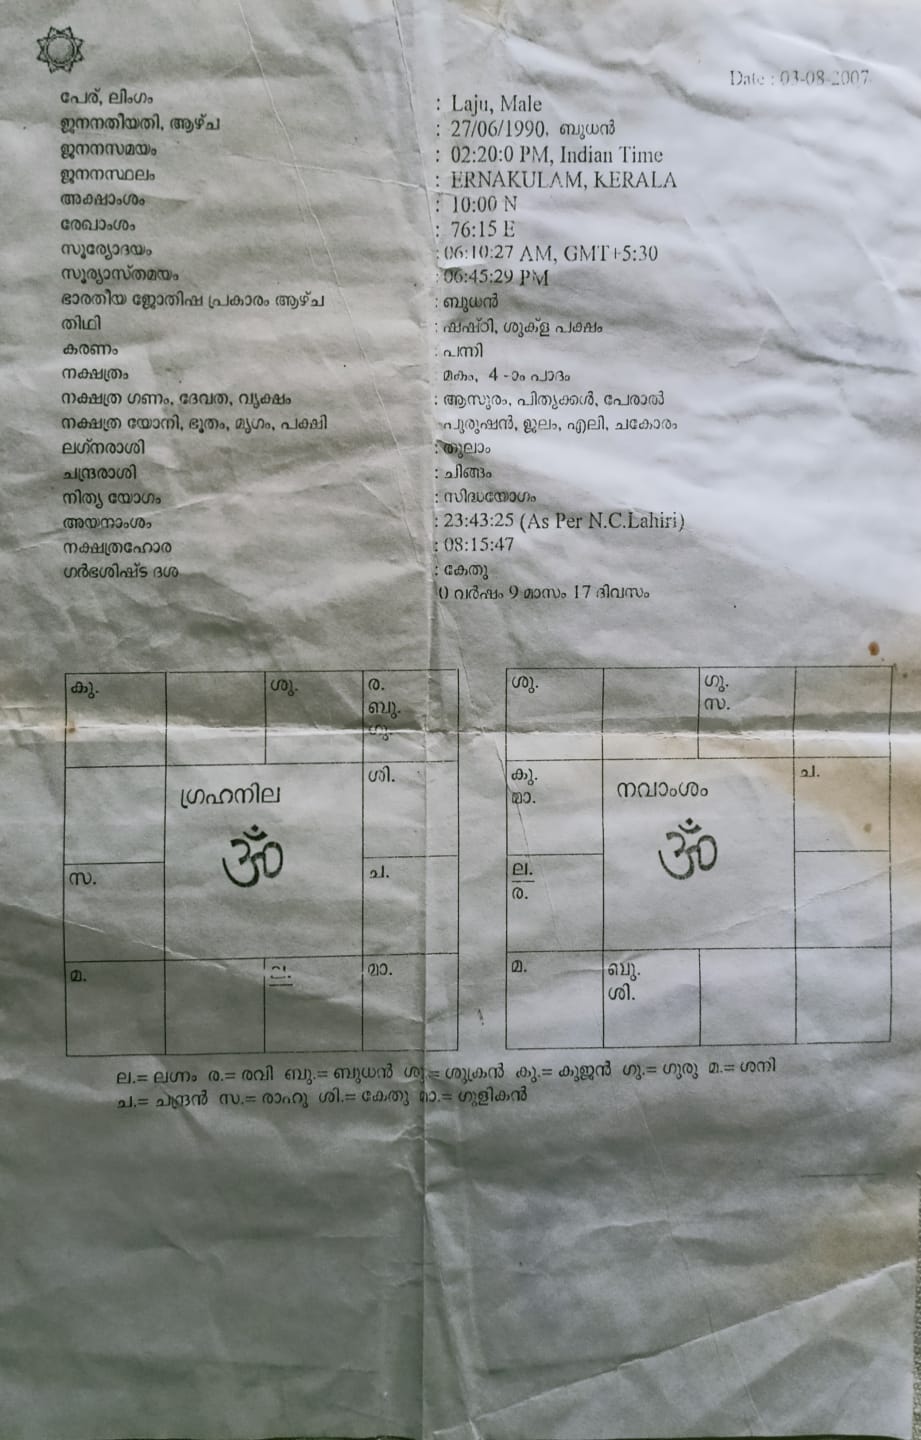 Date : 03-08-2007
പേര്, ലിംഗം : Laju, Male
ജനനതീയതി, ആഴ്ച : 27/06/1990, ബുധൻ
ജനനസമയം : 02:20:0 PM, Indian Time
ജനനസ്ഥലം : ERNAKULAM, KERALA
അക്ഷാംശം : 10:00 N
രേഖാംശം : 76:15 E
സൂര്യോദയം : 06:10:27 AM, GMT+5:30
സൂര്യാസ്തമയം : 06:45:29 PM
ഭാരതീയ ജ്യോതിഷ പ്രകാരം ആഴ്ച : ബുധൻ
തിഥി : ഷഷ്ഠി, ശുക്ള പക്ഷം
കരണം : പന്നി
നക്ഷത്രം : മകം, 4 -ാം പാദം
നക്ഷത്ര ഗണം, ദേവത, വൃക്ഷം : ആസുരം, പിതൃക്കൾ, പേരാൽ
നക്ഷത്ര യോനി, ഭൂതം, മൃഗം, പക്ഷി : പുരുഷൻ, ജലം, എലി, ചകോരം
ലഗ്നരാശി : തുലാം
ചന്ദ്രരാശി : ചിങ്ങം
നിത്യ യോഗം : സിദ്ധയോഗം
അയനാംശം : 23:43:25 (As Per N.C.Lahiri)
നക്ഷത്രഹോര : 08:15:47
ഗർഭശിഷ്ട ദശ : കേതു
0 വർഷം 9 മാസം 17 ദിവസം
കു. ശു. ര. ശു. ഗു.
ബു. സ.
ഗു.
ശി. കു. ച.
ഗ്രഹനില മാ. നവാംശം
ॐ ॐ
സ. ച. ല.
ര.
മ. ല. മാ. മ. ബു.
ശി.
ല.= ലഗ്നം ര.= രവി ബു.= ബുധൻ ശു.= ശുക്രൻ കു.= കുജൻ ഗു.= ഗുരു മ.= ശനി
ച.= ചന്ദ്രൻ സ.= രാഹു ശി.= കേതു മാ.= ഗുളികൻ